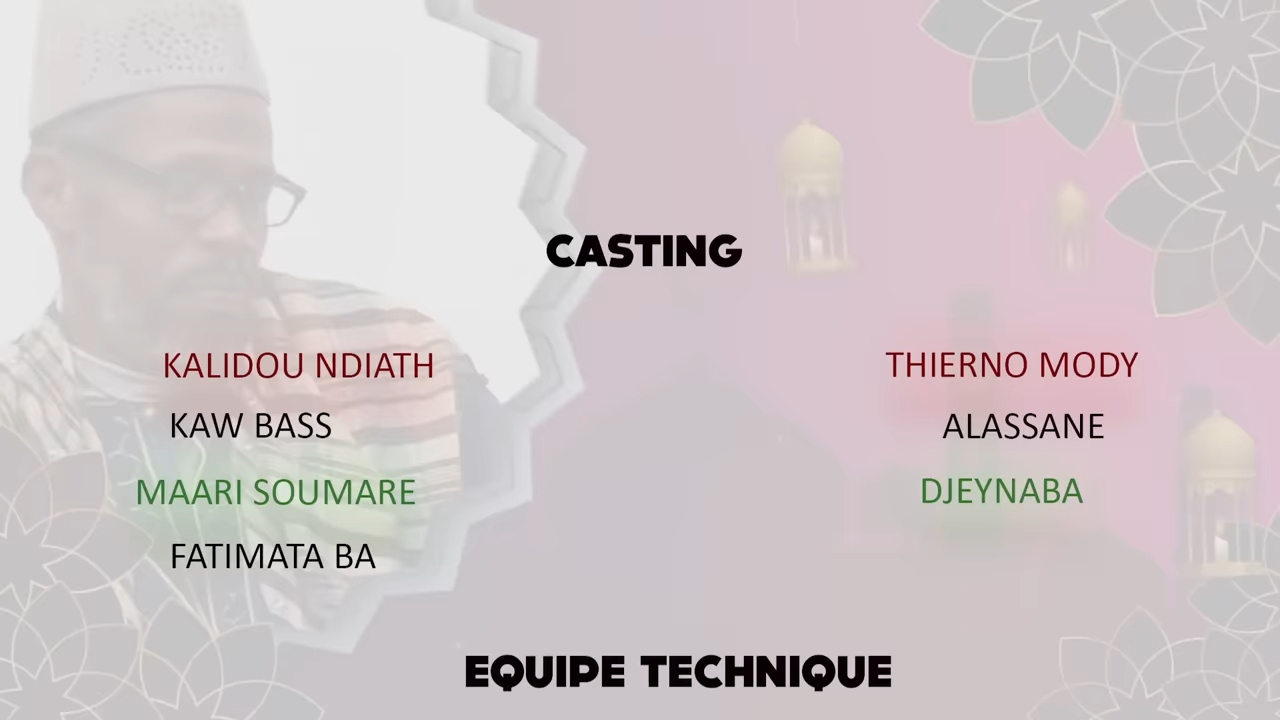 CASTING
KALIDOU NDIATH THIERNO MODY
KAW BASS ALASSANE
MAARI SOUMARE DJEYNABA
FATIMATA BA
EQUIPE TECHNIQUE